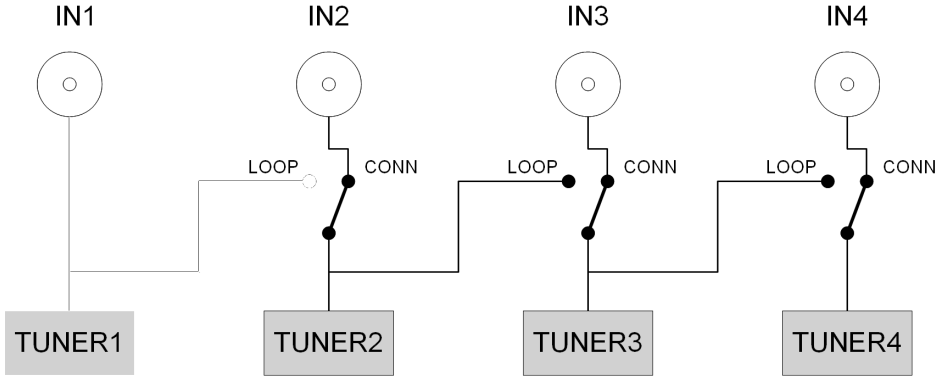 IN1 IN2 IN3 IN4
LOOP CONN LOOP CONN LOOP CONN
TUNER1 TUNER2 TUNER3 TUNER4